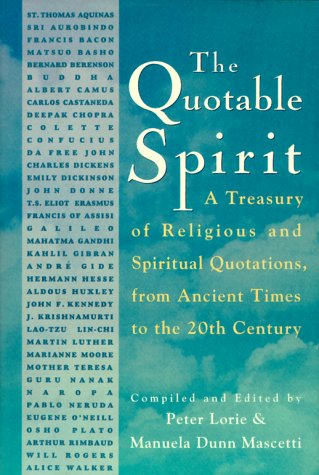 ST. THOMAS AQUINAS
SRI AUROBINDO
FRANCIS BACON
MATSUO BASHO
BERNARD BERENSON
BUDDHA
ALBERT CAMUS
CARLOS CASTANEDA
DEEPAK CHOPRA
COLETTE
CONFUCIUS
DA FREE JOHN
CHARLES DICKENS
EMILY DICKINSON
JOHN DONNE
T.S. ELIOT ERASMUS
FRANCIS OF ASSISI
GALILEO
MAHATMA GANDHI
KAHLIL GIBRAN
ANDRÉ GIDE
HERMANN HESSE
ALDOUS HUXLEY
JOHN F. KENNEDY
J. KRISHNAMURTI
LAO-TZU LIN-CHI
MARTIN LUTHER
MARIANNE MOORE
MOTHER TERESA
GURU NANAK
NAROPA
PABLO NERUDA
EUGENE O'NEILL
OSHO PLATO
ARTHUR RIMBAUD
WILL ROGERS
ALICE WALKER
The
Quotable
Spirit
A Treasury
of Religious and
Spiritual Quotations,
from Ancient Times
to the 20th Century
Compiled and Edited by
Peter Lorie &
Manuela Dunn Mascetti